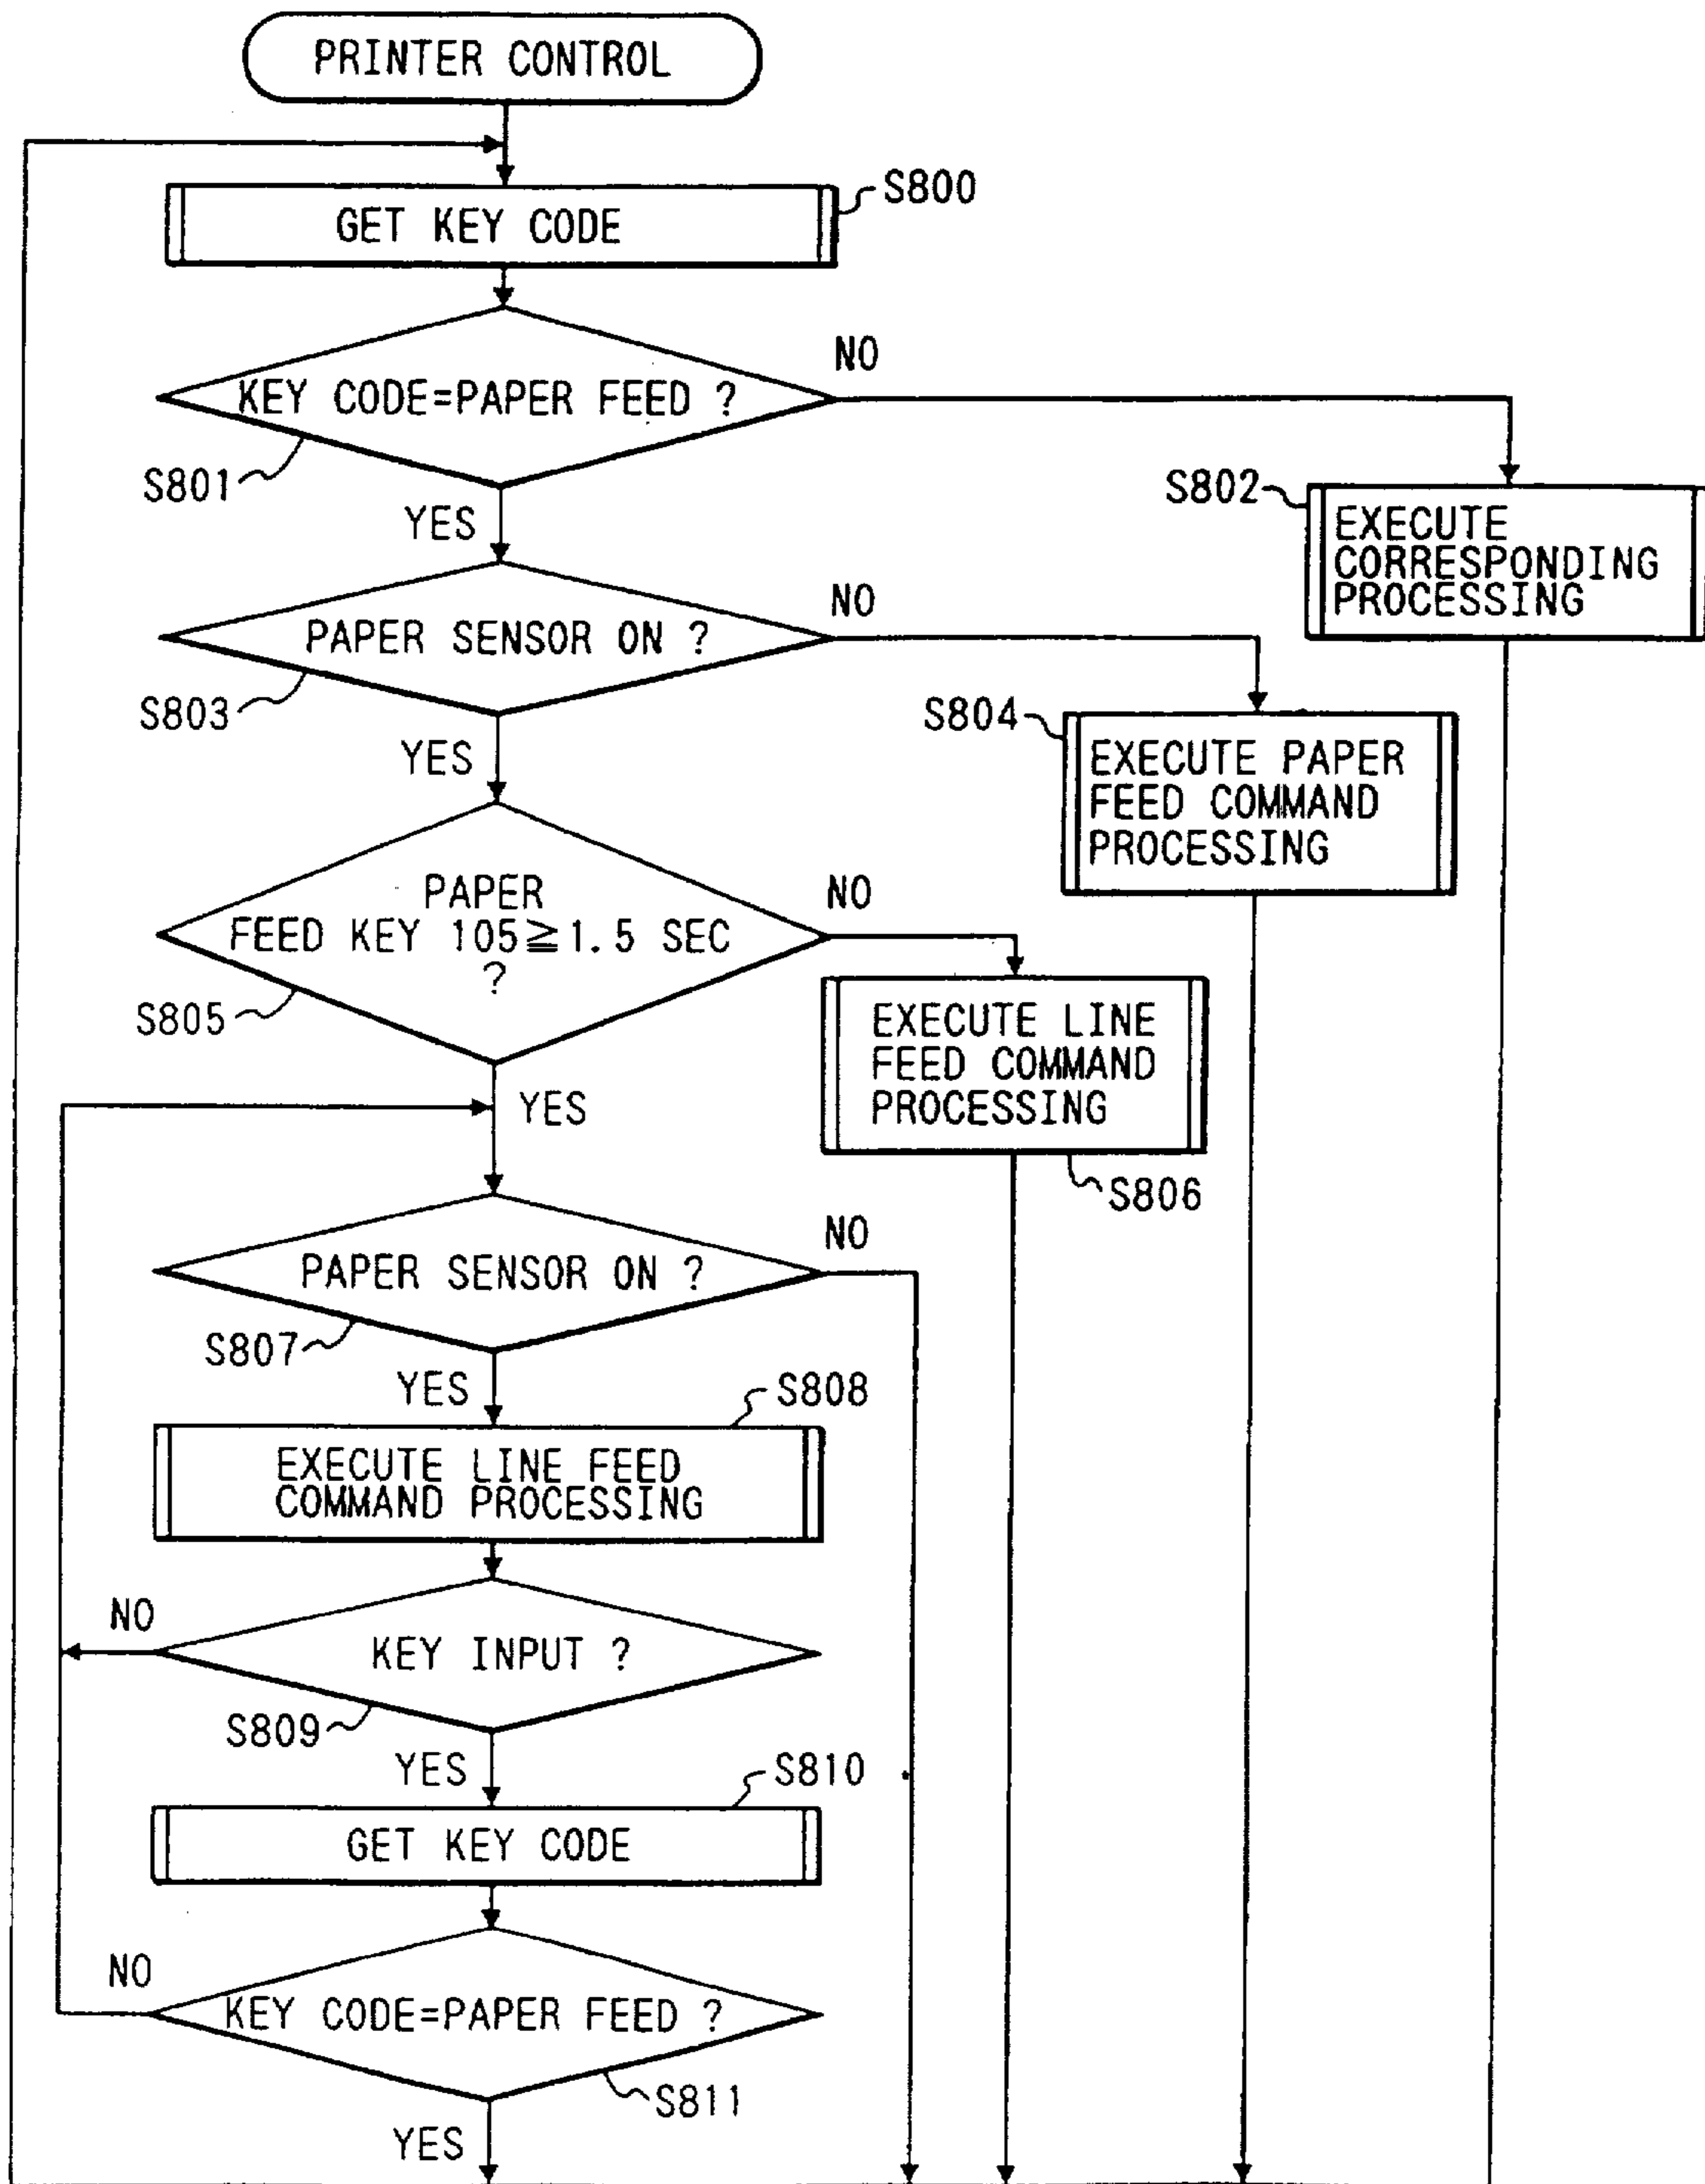 PRINTER CONTROL
S800
GET KEY CODE
NO
KEY CODE=PAPER FEED ?
S801
YES
S802
EXECUTE
CORRESPONDING
PROCESSING
NO
PAPER SENSOR ON ?
S803
YES
S804
EXECUTE PAPER
FEED COMMAND
PROCESSING
PAPER
FEED KEY 105≧1.5 SEC
?
NO
S805
YES
EXECUTE LINE
FEED COMMAND
PROCESSING
S806
NO
PAPER SENSOR ON ?
S807
YES
S808
EXECUTE LINE FEED
COMMAND PROCESSING
NO
KEY INPUT ?
S809
YES
S810
GET KEY CODE
NO
KEY CODE=PAPER FEED ?
S811
YES